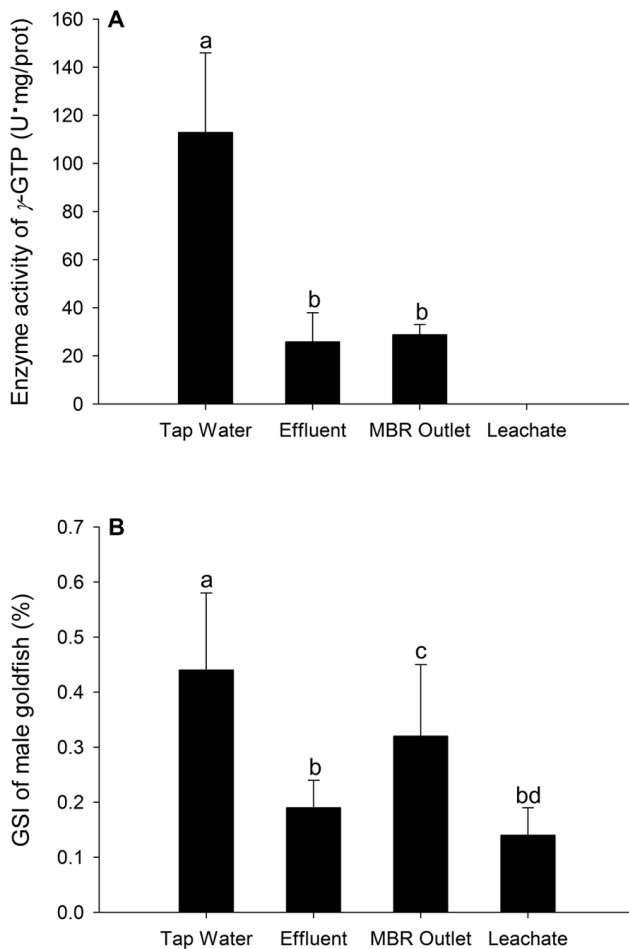 A
160
140
120
100
80
60
40
20
0
Enzyme activity of γ-GTP (U·mg/prot)
a
b
b
Tap Water Effluent MBR Outlet Leachate
B
0.7
0.6
0.5
0.4
0.3
0.2
0.1
0.0
GSI of male goldfish (%)
a
b
c
bd
Tap Water Effluent MBR Outlet Leachate